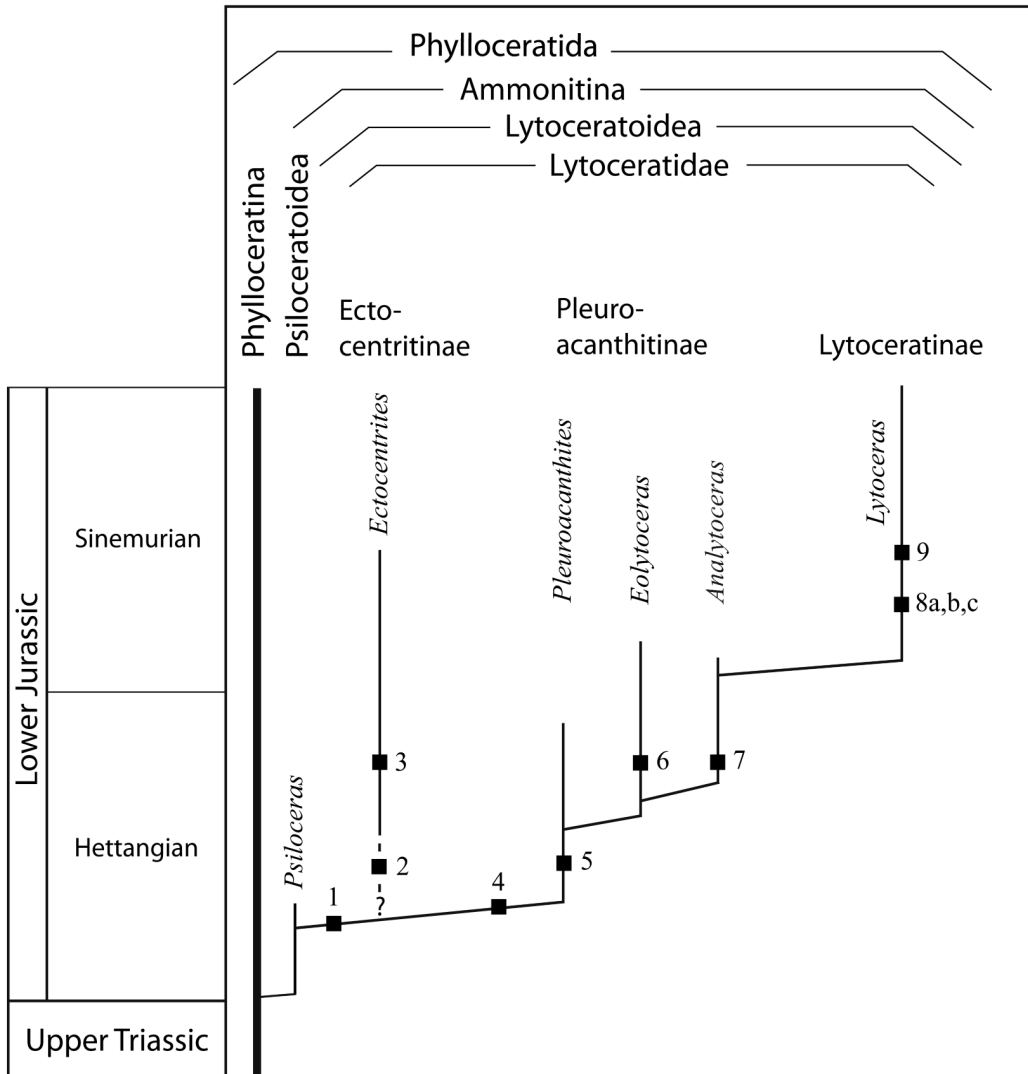 Phylloceratida
Ammonitina
Lytoceratoidea
Lytoceratidae
Phylloceratina
Psiloceratoidea
Ecto-
centritinae
Pleuro-
acanthitinae
Lytoceratinae
Lower Jurassic
Sinemurian
Hettangian
Upper Triassic
Psiloceras
Ectocentrites
Pleuroacanthites
Eolytoceras
Analytoceras
Lytoceras
9
8a,b,c
3
6
7
2
5
1
?
4